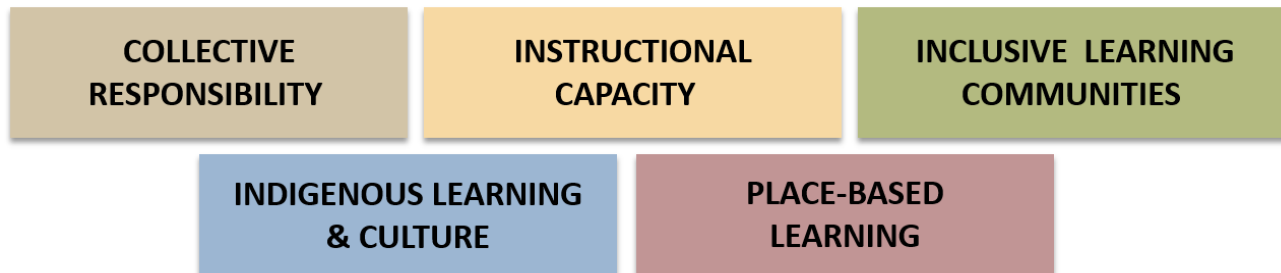 COLLECTIVE
RESPONSIBILITY
INSTRUCTIONAL
CAPACITY
INCLUSIVE LEARNING
COMMUNITIES
INDIGENOUS LEARNING
& CULTURE
PLACE-BASED
LEARNING